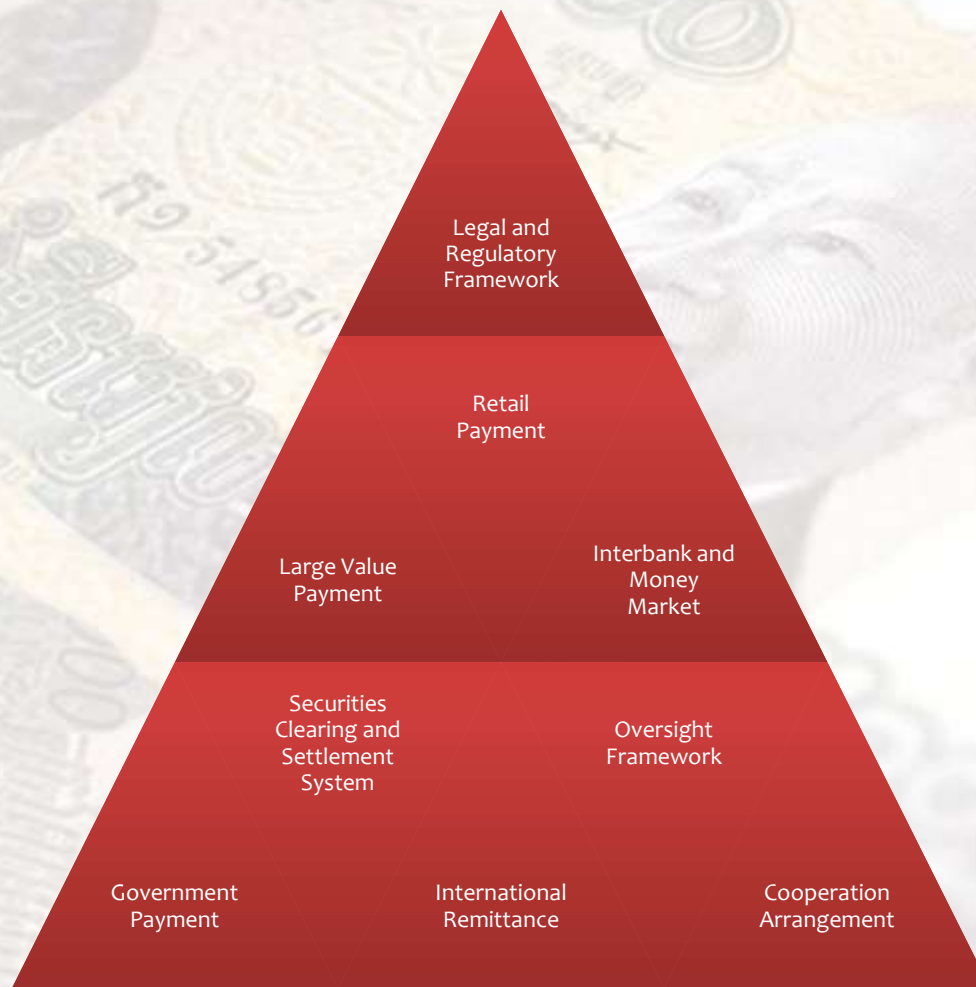 Legal and
Regulatory
Framework
Retail
Payment
Large Value
Payment
Interbank and
Money
Market
Securities
Clearing and
Settlement
System
Oversight
Framework
Government
Payment
International
Remittance
Cooperation
Arrangement